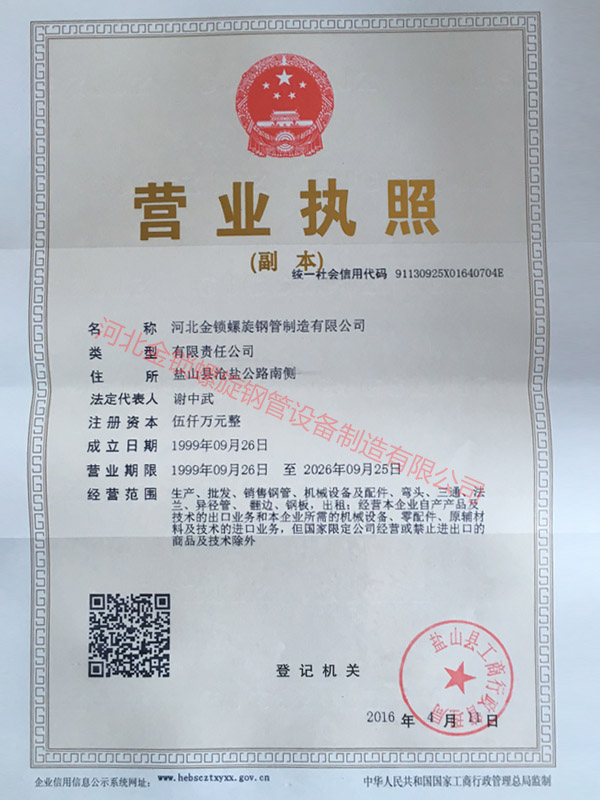 营业执照
(副 本)
统一社会信用代码 91130925X01640704E
名 称 河北金锁螺旋钢管制造有限公司
类 型 有限责任公司
住 所 盐山县沧盐公路南侧
法定代表人 谢中武
注册资本 伍仟万元整
成立日期 1999年09月26日
营业期限 1999年09月26日 至 2026年09月25日
经营范围 生产、批发、销售钢管、机械设备及配件、弯头、三通、法
兰、异径管、 翻边、钢板，出租；经营本企业自产产品及
技术的出口业务和本企业所需的机械设备、零配件、原辅材
料及技术的进口业务，但国家限定公司经营或禁止进出口的
商品及技术除外
河北金锁螺旋钢管设备制造有限公司
登记机关
盐山县工商行政管理局
2016 年 4 月 11 日
企业信用信息公示系统网址： www.hebscztxyxx.gov.cn
中华人民共和国国家工商行政管理总局监制